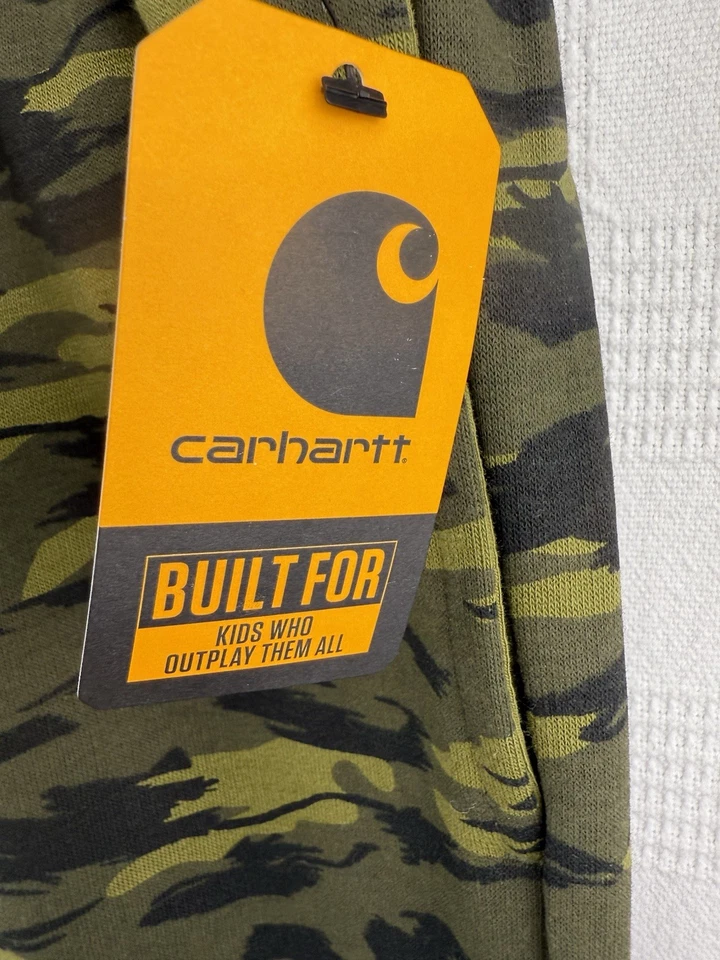 carhartt®
BUILT FOR
KIDS WHO
OUTPLAY THEM ALL